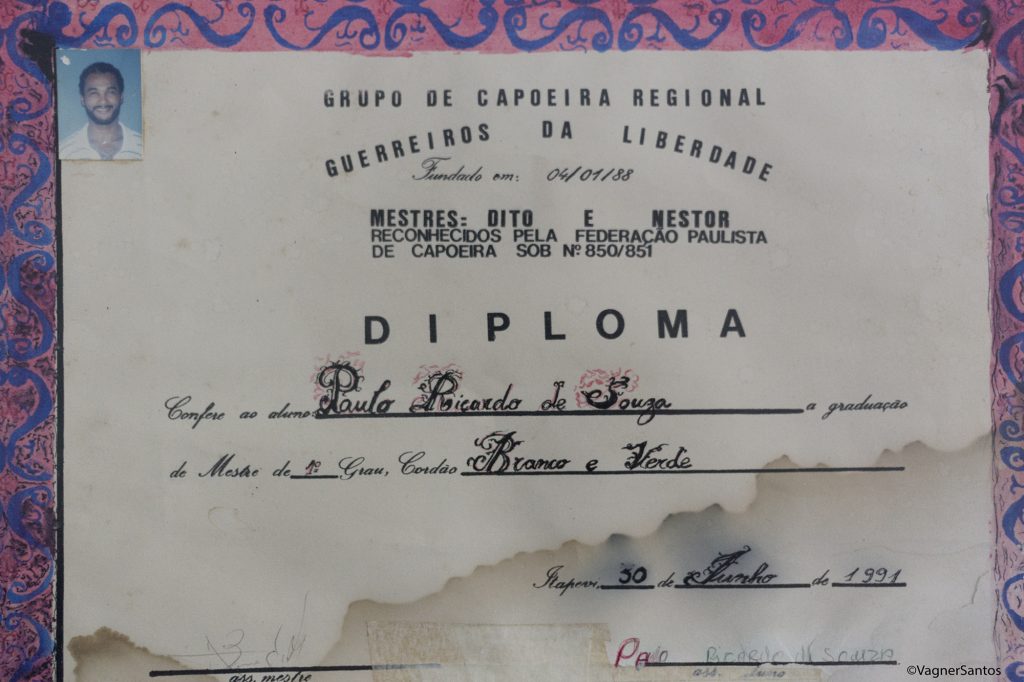 GRUPO DE CAPOEIRA REGIONAL
GUERREIROS DA LIBERDADE
Fundado em: 04/01/88
MESTRES: DITO E NESTOR
RECONHECIDOS PELA FEDERAÇÃO PAULISTA
DE CAPOEIRA SOB Nº 850/851
DIPLOMA
Confere ao aluno: Paulo Ricardo de Souza a graduação
de Mestre de 1º Grau, Cordão Branco e Verde
Itapevi, 30 de Junho de 1991
de Souza
ass. mestre ass. aluno
©VagnerSantos